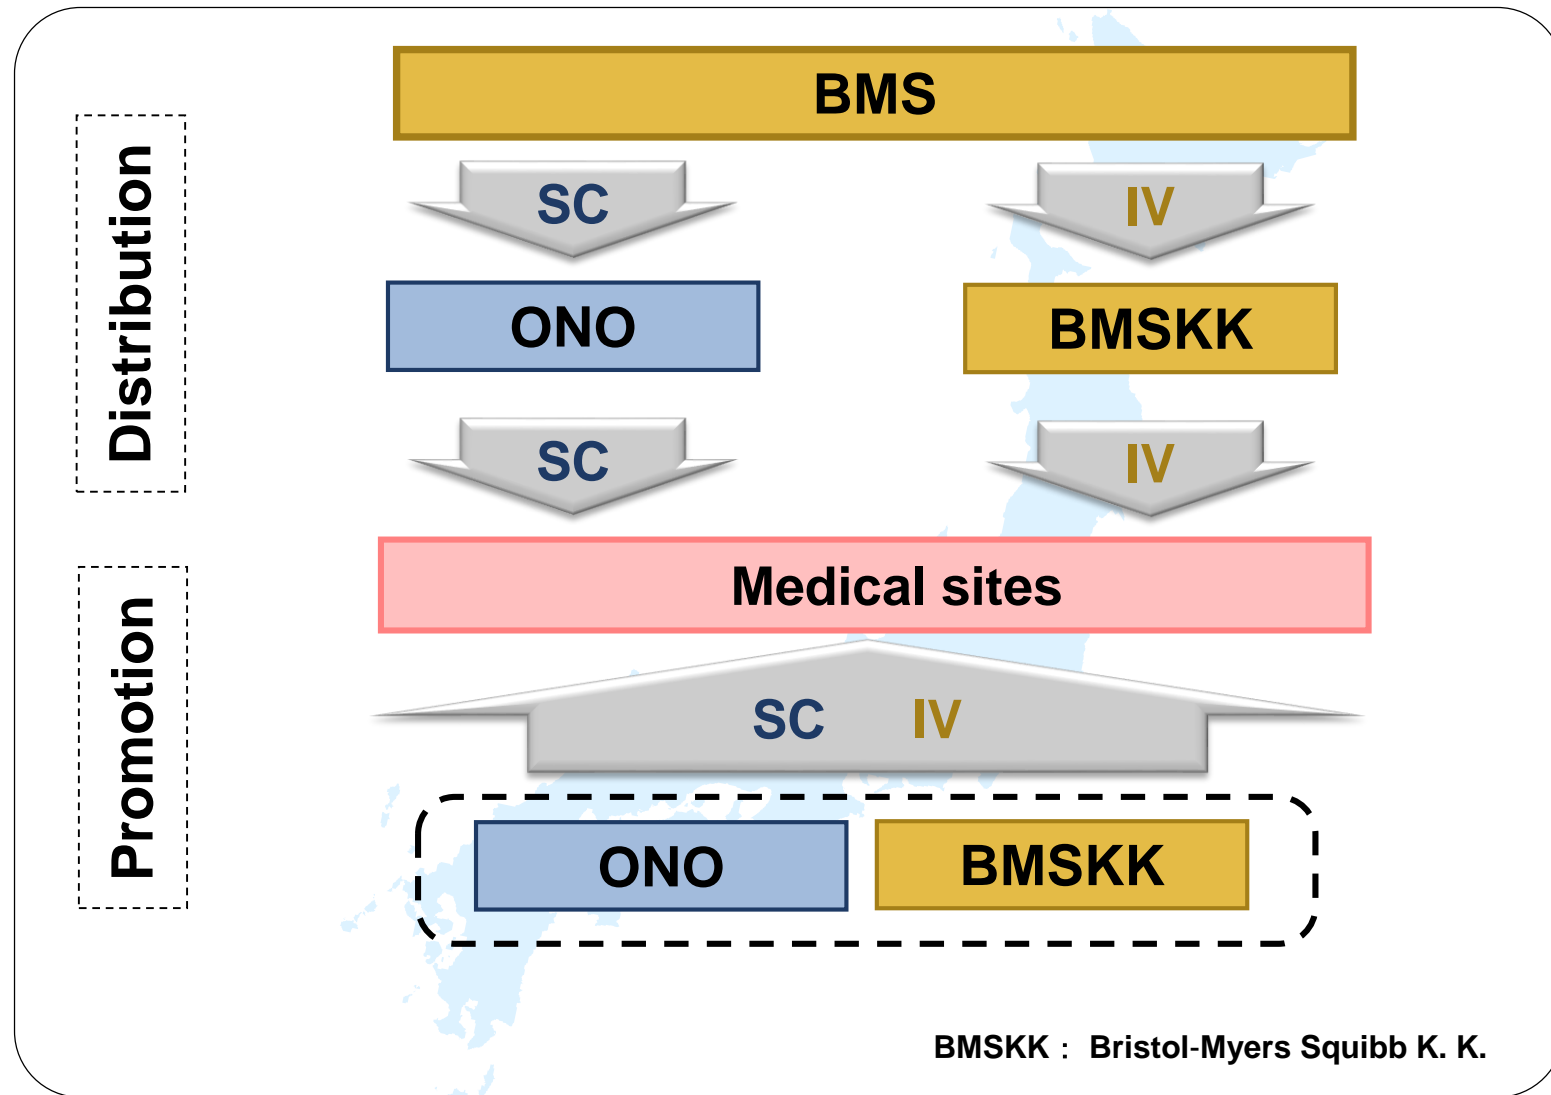 Distribution
BMS
SC
IV
ONO
BMSKK
SC
IV
Medical sites
Promotion
SC IV
ONO
BMSKK
BMSKK： Bristol-Myers Squibb K. K.